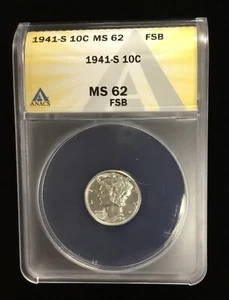 1941-S 10C MS 62 FSB
1941-S 10C
ANACS
MS 62
FSB